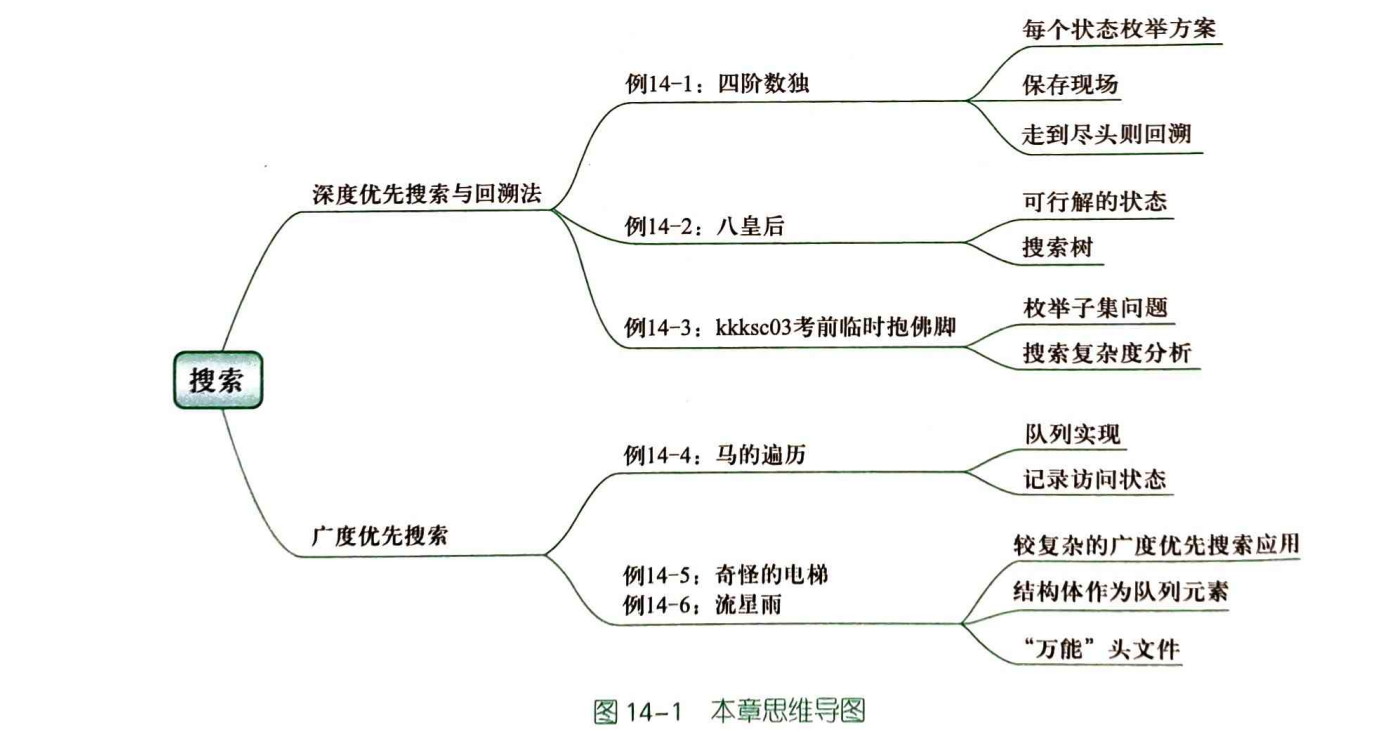 搜索
深度优先搜索与回溯法
例14-1：四阶数独
每个状态枚举方案
保存现场
走到尽头则回溯
例14-2：八皇后
可行解的状态
搜索树
例14-3：kkksc03考前临时抱佛脚
枚举子集问题
搜索复杂度分析
广度优先搜索
例14-4：马的遍历
队列实现
记录访问状态
例14-5：奇怪的电梯
例14-6：流星雨
较复杂的广度优先搜索应用
结构体作为队列元素
“万能”头文件
图 14-1 本章思维导图